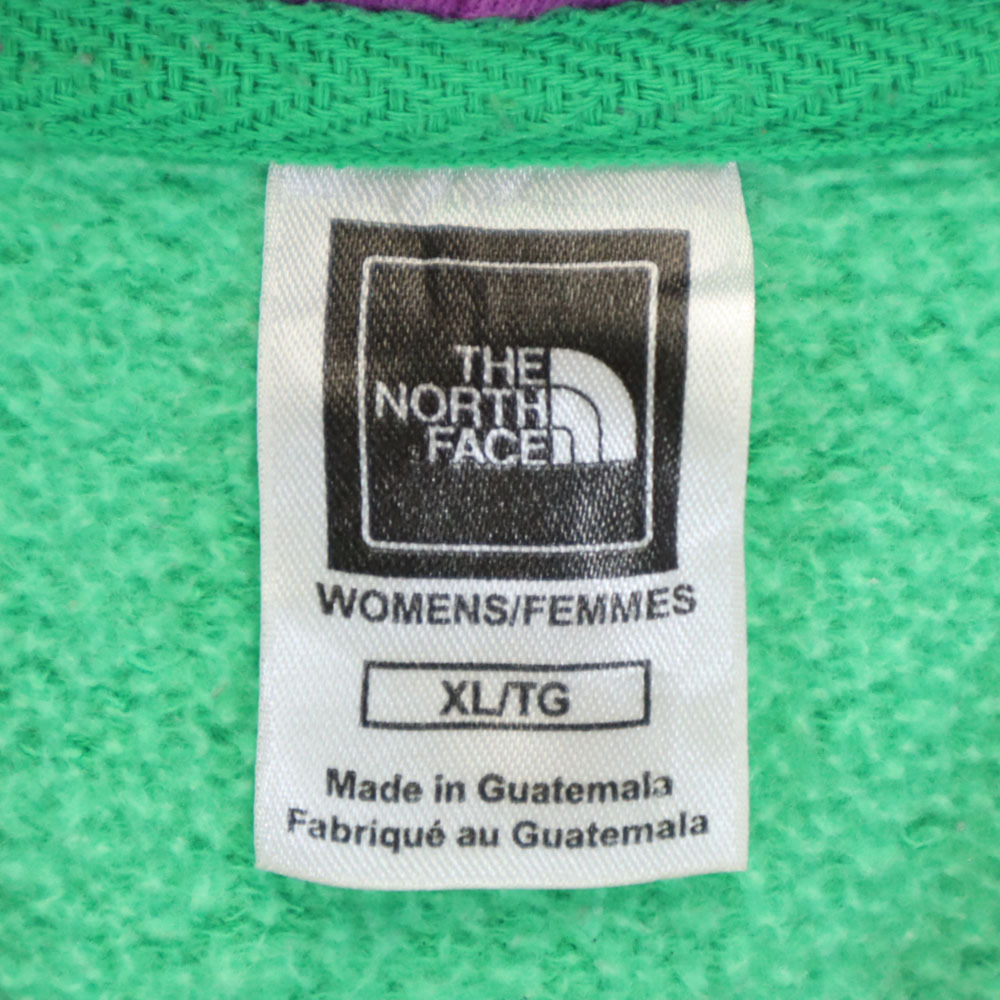 THE
NORTH
FACE
WOMENS/FEMMES
XL/TG
Made in Guatemala
Fabriqué au Guatemala